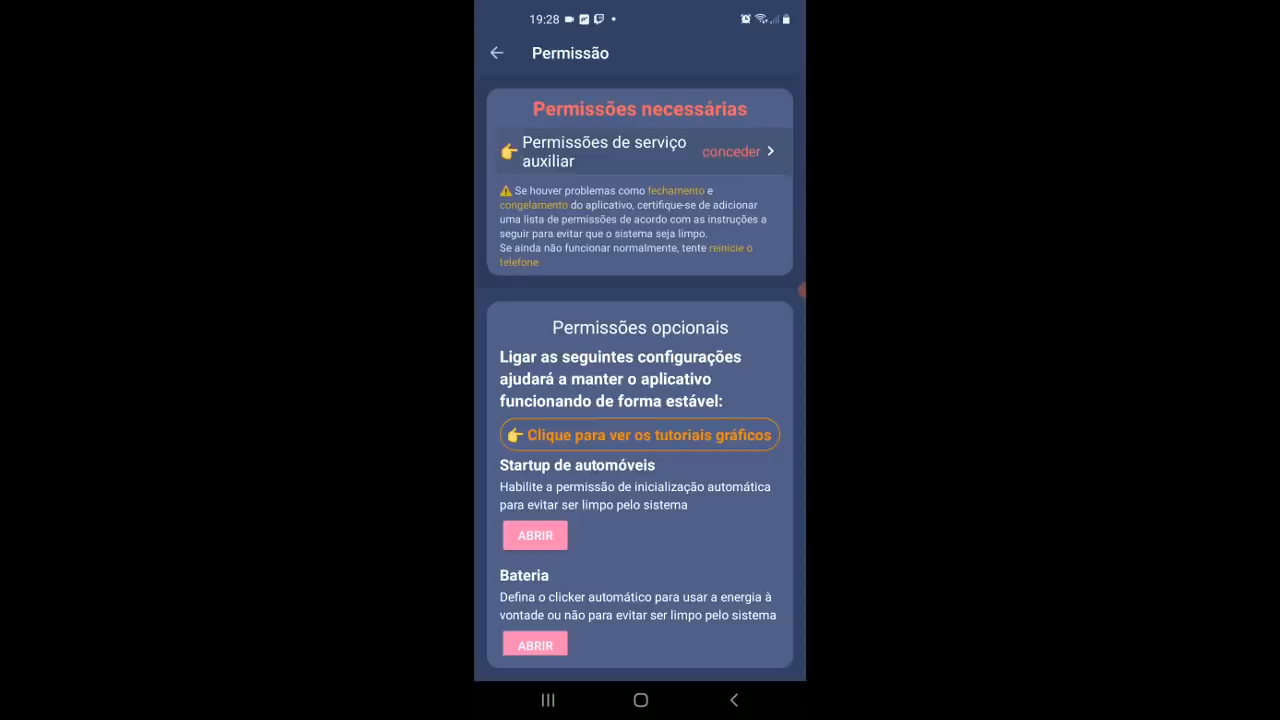 19:28
Permissão
Permissões necessárias
Permissões de serviço
auxiliar
conceder
Se houver problemas como fechamento e
congelamento do aplicativo, certifique-se de adicionar
uma lista de permissões de acordo com as instruções a
seguir para evitar que o sistema seja limpo.
Se ainda não funcionar normalmente, tente reinicie o
telefone
Permissões opcionais
Ligar as seguintes configurações
ajudará a manter o aplicativo
funcionando de forma estável:
Clique para ver os tutoriais gráficos
Startup de automóveis
Habilite a permissão de inicialização automática
para evitar ser limpo pelo sistema
ABRIR
Bateria
Defina o clicker automático para usar a energia à
vontade ou não para evitar ser limpo pelo sistema
ABRIR